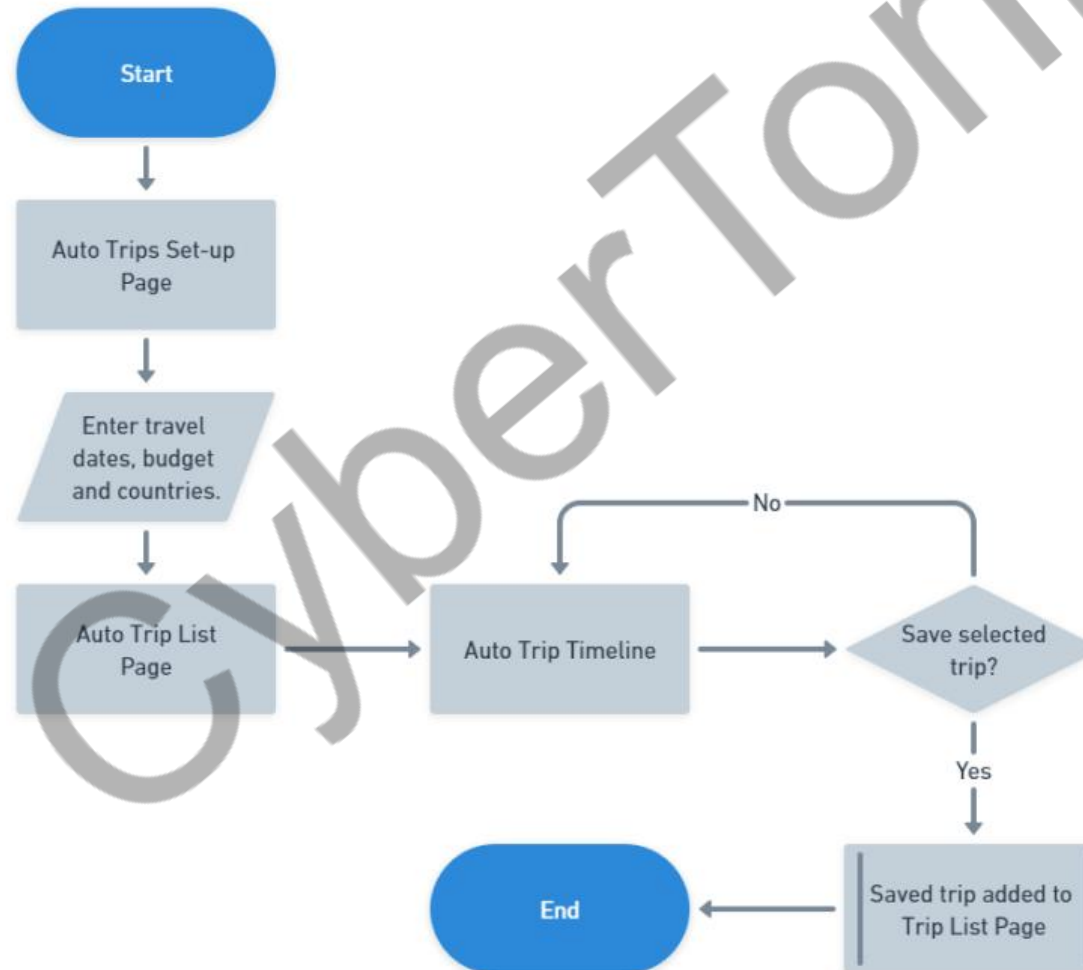 Start
Auto Trips Set-up
Page
Enter travel
dates, budget
and countries.
No
Auto Trip List
Page
Auto Trip Timeline
Save selected
trip?
Yes
Saved trip added to
Trip List Page
End